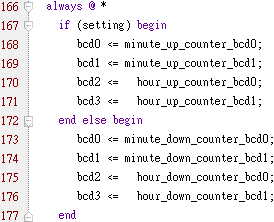 166 always @ *
167 if (setting) begin
168 bcd0 <= minute_up_counter_bcd0;
169 bcd1 <= minute_up_counter_bcd1;
170 bcd2 <= hour_up_counter_bcd0;
171 bcd3 <= hour_up_counter_bcd1;
172 end else begin
173 bcd0 <= minute_down_counter_bcd0;
174 bcd1 <= minute_down_counter_bcd1;
175 bcd2 <= hour_down_counter_bcd0;
176 bcd3 <= hour_down_counter_bcd1;
177 end